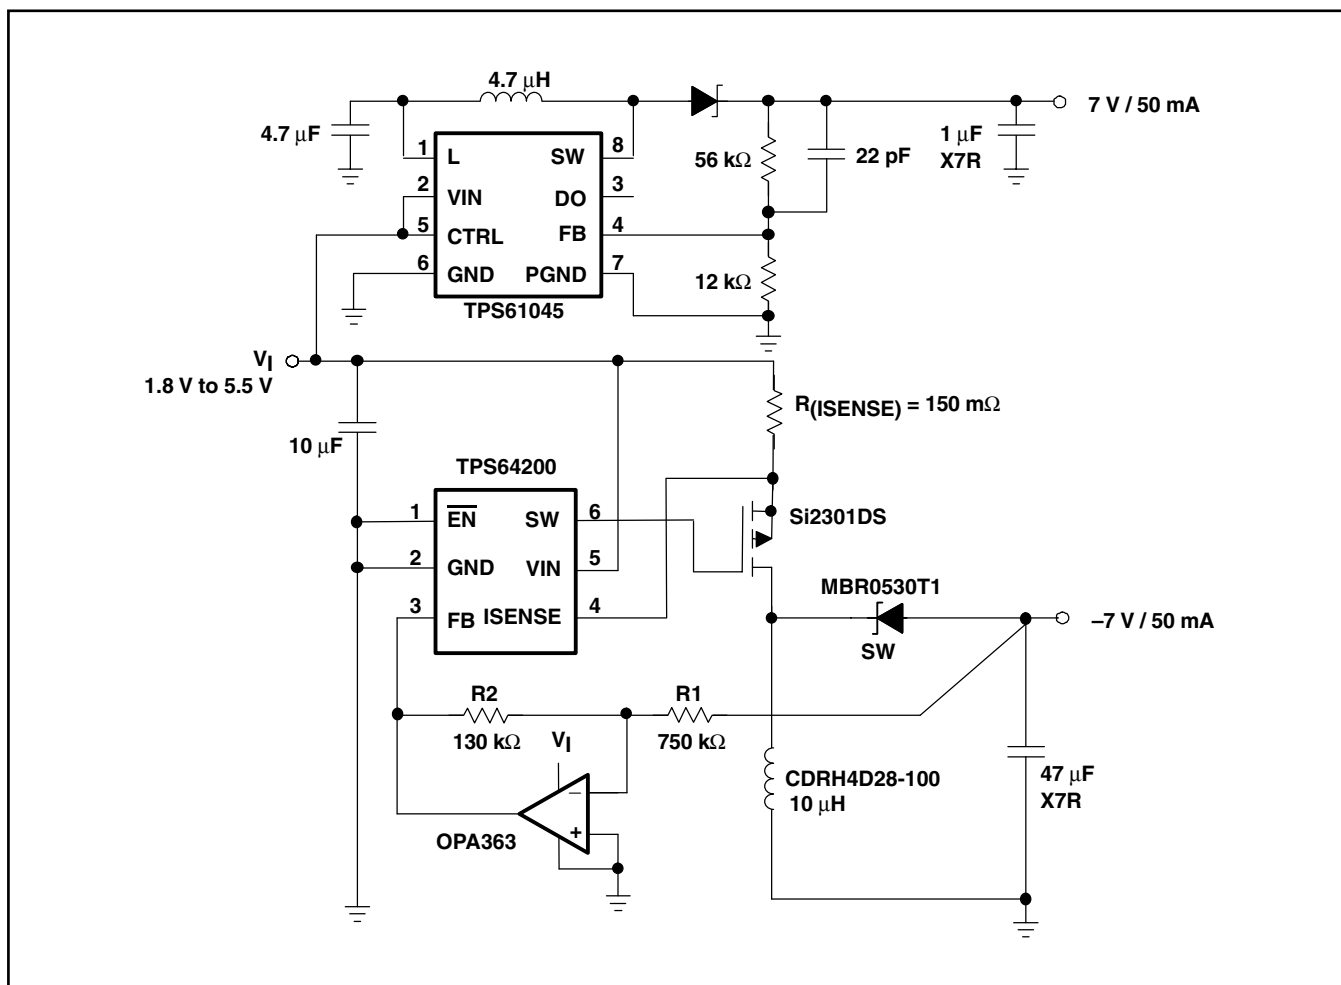 4.7 μH
4.7 μF
7 V / 50 mA
1 μF
X7R
56 kΩ
22 pF
1 L SW 8
2 VIN DO 3
5 CTRL FB 4
6 GND PGND 7
12 kΩ
TPS61045
VI
1.8 V to 5.5 V
R(ISENSE) = 150 mΩ
10 μF
TPS64200
1 EN SW 6
Si2301DS
2 GND VIN 5
3 FB ISENSE 4
MBR0530T1
SW
–7 V / 50 mA
R2
R1
130 kΩ
750 kΩ
VI
–
+
OPA363
CDRH4D28-100
10 μH
47 μF
X7R